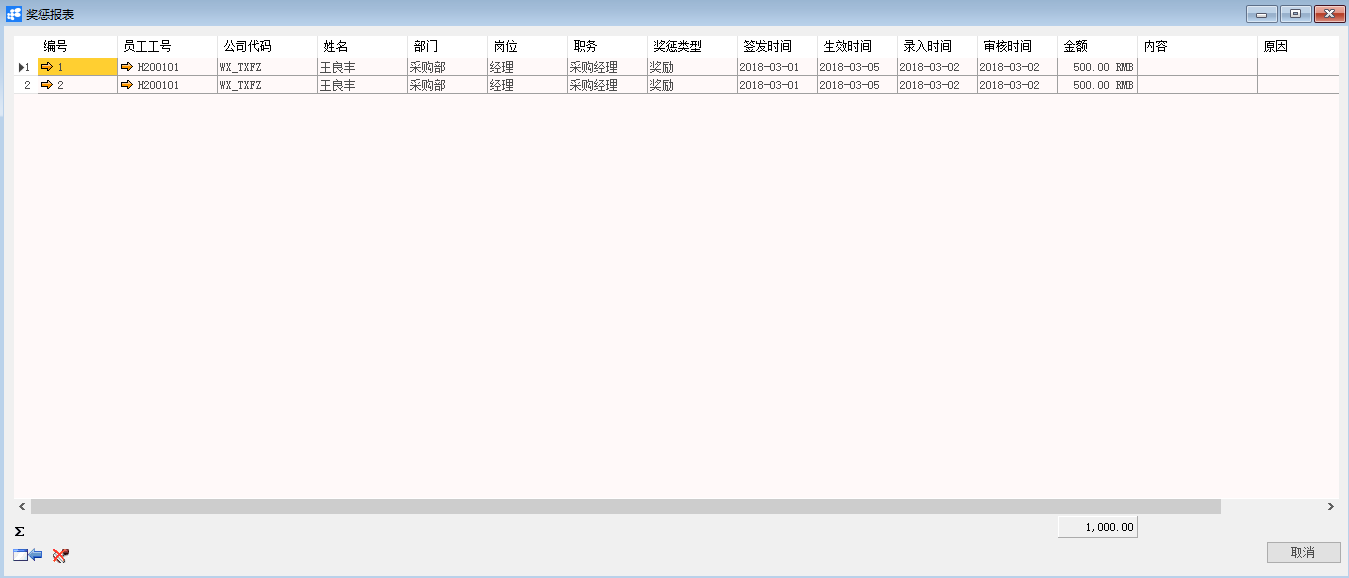 奖惩报表
编号 员工工号 公司代码 姓名 部门 岗位 职务 奖惩类型 签发时间 生效时间 录入时间 审核时间 金额 内容 原因
1 1 H200101 WX_TXFZ 王良丰 采购部 经理 采购经理 奖励 2018-03-01 2018-03-05 2018-03-02 2018-03-02 500.00 RMB
2 2 H200101 WX_TXFZ 王良丰 采购部 经理 采购经理 奖励 2018-03-01 2018-03-05 2018-03-02 2018-03-02 500.00 RMB
Σ 1,000.00
取消